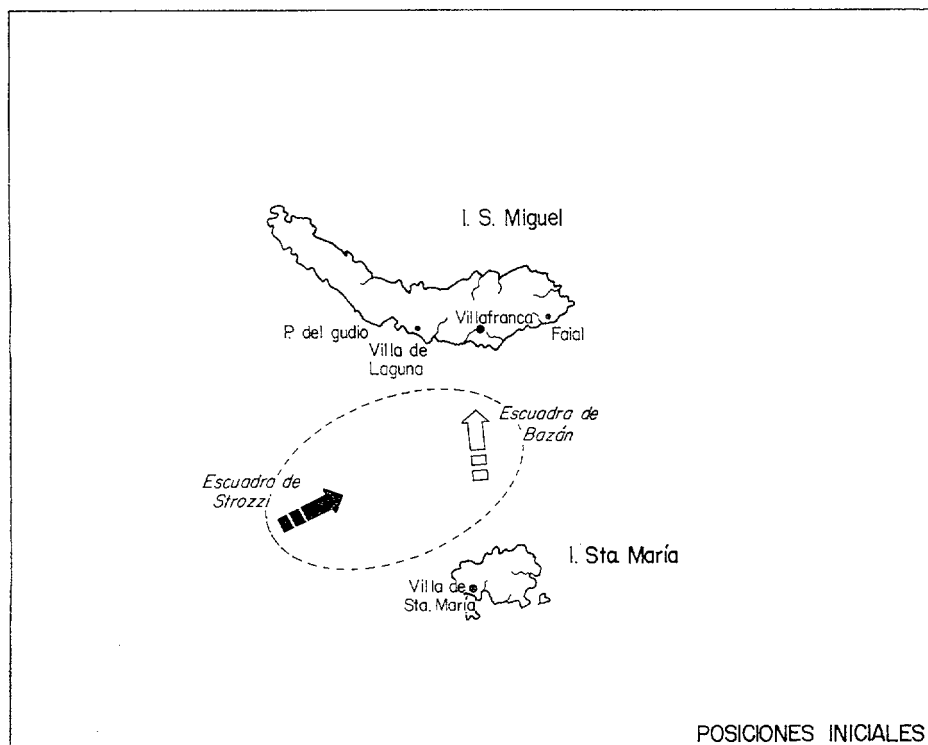 I. S. Miguel
Villafranca
P. del gudio
Faial
Villa de
Laguna
Escuadra de
Bazán
Escuadra de
Strozzi
I. Sta. María
Villa de
Sta. María
POSICIONES INICIALES